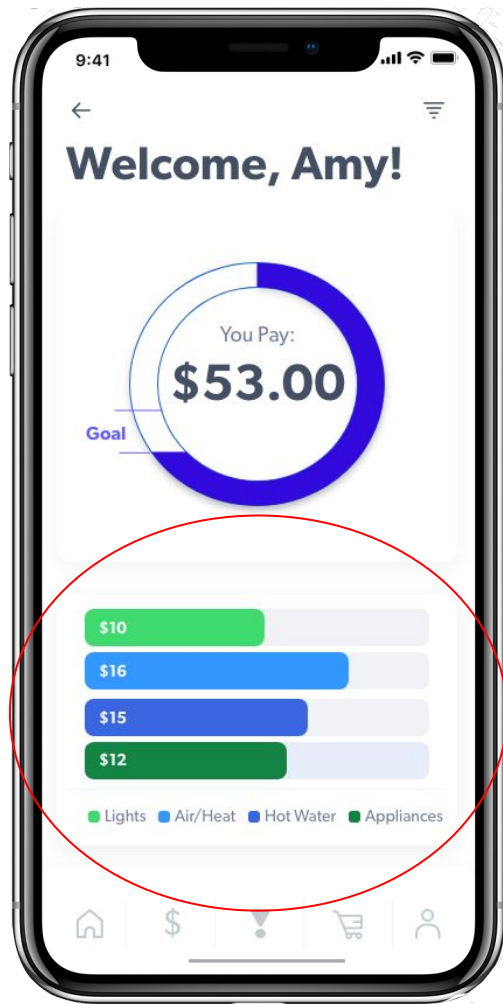 9:41
Welcome, Amy!
You Pay:
$53.00
Goal
$10
$16
$15
$12
Lights Air/Heat Hot Water Appliances
$